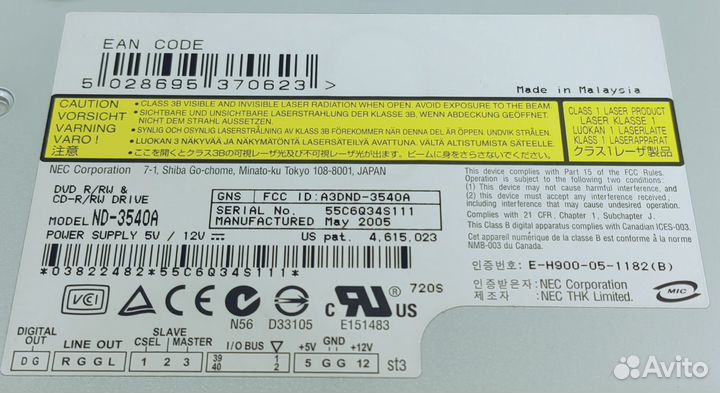 EAN CODE
5 028695 370623 >
Made in Malaysia
CAUTION
VORSICHT
VARNING
VARO !
注意
• CLASS 3B VISIBLE AND INVISIBLE LASER RADIATION WHEN OPEN. AVOID EXPOSURE TO THE BEAM.
• SICHTBARE UND UNSICHTBARE LASERSTRAHLUNG DER KLASSE 3B, WENN ABDECKUNG GEÖFFNET.
NICHT DEM STRAHL AUSSETZEN.
• SYNLIG OCH OSYNLIG LASERSTRÅLNING AV KLASS 3B FÖREKOMMER NÄR DENNA DEL ÄR ÖPPEN. UNDVIK STRÅLEN.
• LUOKAN 3 NÄKYVÄÄ JA NÄKYMÄTÖNTÄ LASERSÄTEILYÄ AVATTUNA. VÄLTÄ ALTISTUMISTA SÄTEELLE.
• ここを開くとクラス3Bの可視レーザ光及び不可視レーザ光が出ます。ビームに身をさらさないでください。
CLASS 1 LASER PRODUCT
LASER KLASSE 1
LUOKAN 1 LASERLAITE
KLASS 1 LASERAPPARAT
クラス1レーザ製品
NEC Corporation 7-1, Shiba Go-chome, Minato-ku Tokyo 108-8001, JAPAN
DVD R/RW &
CD-R/RW DRIVE
MODEL ND-3540A
POWER SUPPLY 5V / 12V
GNS FCC ID:A3DND-3540A
SERIAL No. 55C6Q34S111
MANUFACTURED May 2005
US pat. 4.615,023
This device complies with Part 15 of the FCC Rules.
Operation is subject to the following two conditions:
(1) This device may not cause harmful interference, and
(2) this device must accept any interference received,
including interference that may cause undesired operation.
Complies with 21 CFR, Chapter 1, Subchapter J.
This Class B digital apparatus complies with Canadian ICES-003.
Cet appareil numérique de la classe B est conforme à la norme
NMB-003 du Canada.
*03822482*55C6Q34S111*
인증번호: E-H900-05-1182(B)
인증받은자: NEC Corporation
제조자: NEC THK Limited.
MIC
VCI
N56
D33105
c UL US
E151483
720S
DIGITAL OUT
LINE OUT
SLAVE
CSEL MASTER
I/O BUS
+5V GND +12V
D G
R G G L
1 2 3
39 1
40 2
5 G G 12
st3
Avito